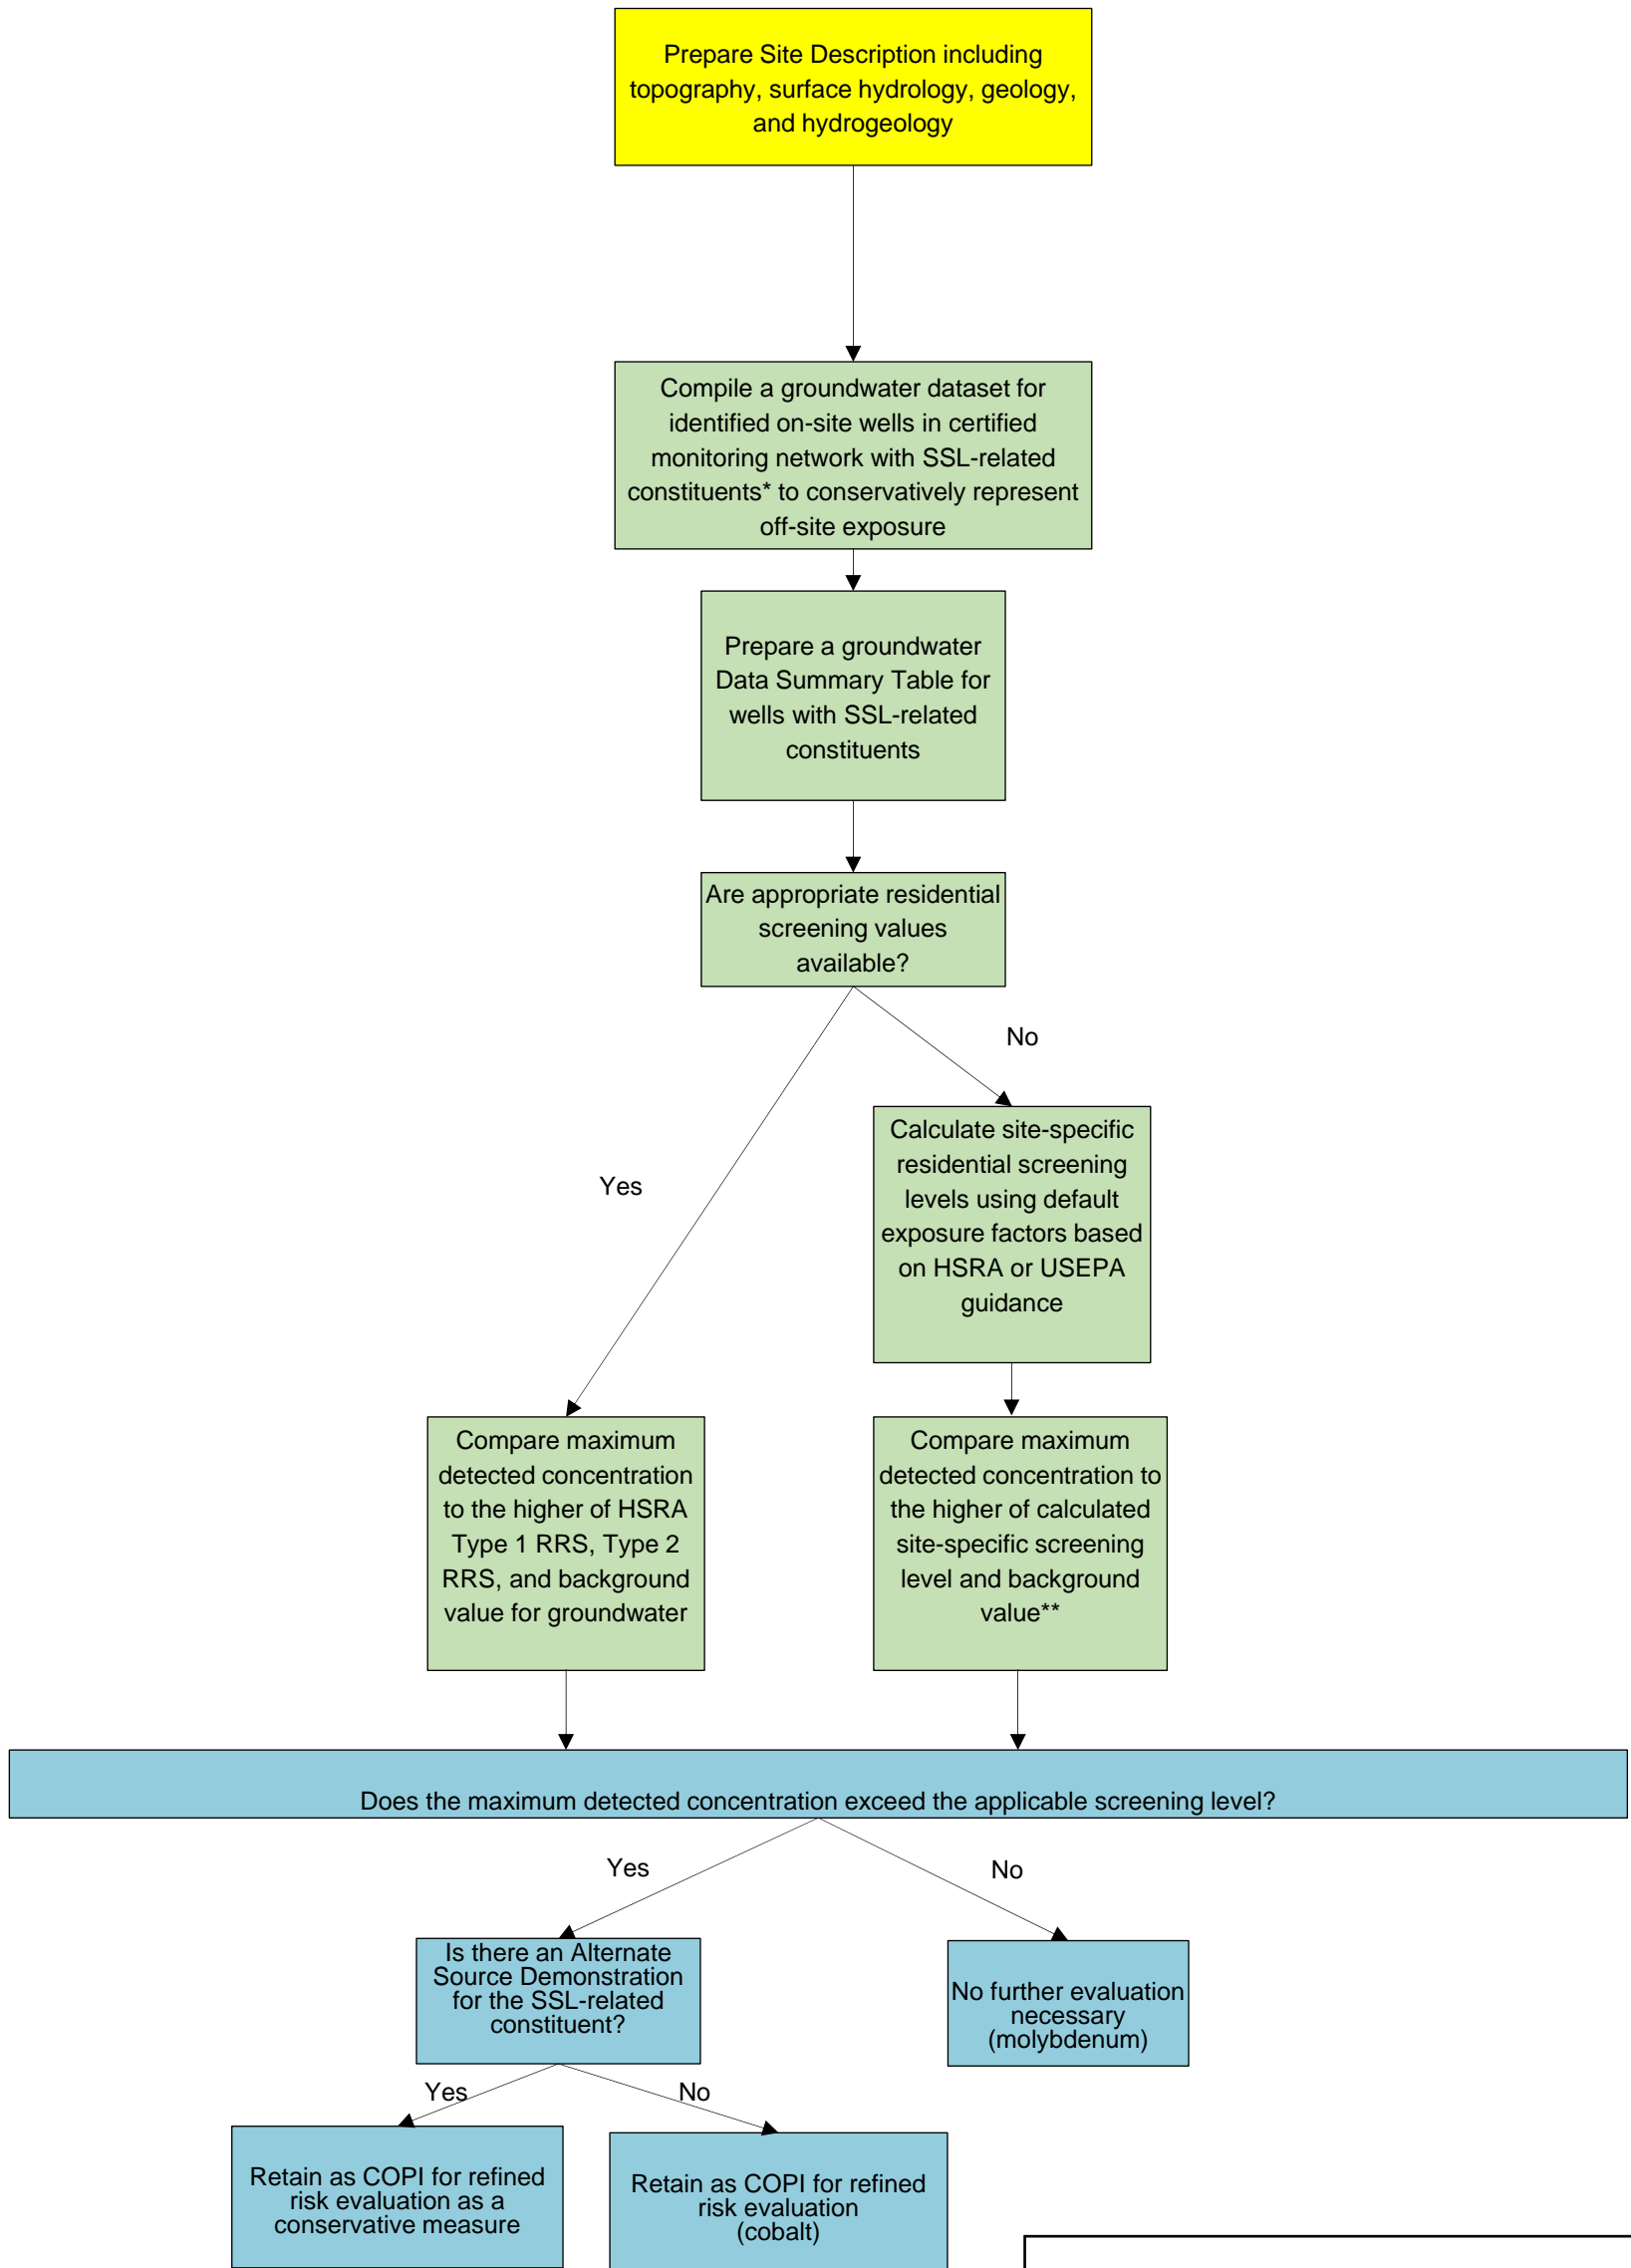 Prepare Site Description including
topography, surface hydrology, geology,
and hydrogeology
Compile a groundwater dataset for
identified on-site wells in certified
monitoring network with SSL-related
constituents* to conservatively represent
off-site exposure
Prepare a groundwater
Data Summary Table for
wells with SSL-related
constituents
Are appropriate residential
screening values
available?
No
Yes
Calculate site-specific
residential screening
levels using default
exposure factors based
on HSRA or USEPA
guidance
Compare maximum
detected concentration
to the higher of HSRA
Type 1 RRS, Type 2
RRS, and background
value for groundwater
Compare maximum
detected concentration to
the higher of calculated
site-specific screening
level and background
value**
Does the maximum detected concentration exceed the applicable screening level?
Yes
No
Is there an Alternate
Source Demonstration
for the SSL-related
constituent?
No further evaluation
necessary
(molybdenum)
Yes
No
Retain as COPI for refined
risk evaluation as a
conservative measure
Retain as COPI for refined
risk evaluation
(cobalt)